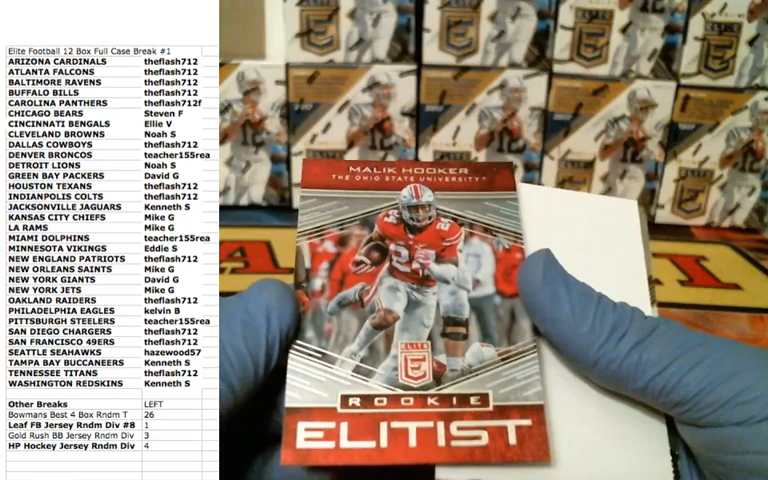 Elite Football 12 Box Full Case Break #1
ARIZONA CARDINALS theflash712
ATLANTA FALCONS theflash712
BALTIMORE RAVENS theflash712
BUFFALO BILLS theflash712
CAROLINA PANTHERS theflash712f
CHICAGO BEARS Steven F
CINCINNATI BENGALS Ellie V
CLEVELAND BROWNS Noah S
DALLAS COWBOYS theflash712
DENVER BRONCOS teacher155rea
DETROIT LIONS Noah S
GREEN BAY PACKERS David G
HOUSTON TEXANS theflash712
INDIANPOLIS COLTS theflash712
JACKSONVILLE JAGUARS Kenneth S
KANSAS CITY CHIEFS Mike G
LA RAMS Mike G
MIAMI DOLPHINS teacher155rea
MINNESOTA VIKINGS Eddie S
NEW ENGLAND PATRIOTS theflash712
NEW ORLEANS SAINTS Mike G
NEW YORK GIANTS David G
NEW YORK JETS Mike G
OAKLAND RAIDERS theflash712
PHILADELPHIA EAGLES kelvin B
PITTSBURGH STEELERS teacher155rea
SAN DIEGO CHARGERS theflash712
SAN FRANCISCO 49ERS theflash712
SEATTLE SEAHAWKS hazewood57
TAMPA BAY BUCCANEERS Kenneth S
TENNESSEE TITANS theflash712
WASHINGTON REDSKINS Kenneth S
Other Breaks LEFT
Bowmans Best 4 Box Rndm T 26
Leaf FB Jersey Rndm Div #8 1
Gold Rush BB Jersey Rndm Div 3
HP Hockey Jersey Rndm Div 4
MALIK HOOKER
THE OHIO STATE UNIVERSITY
24
ELITE
E
ROOKIE
ELITIST